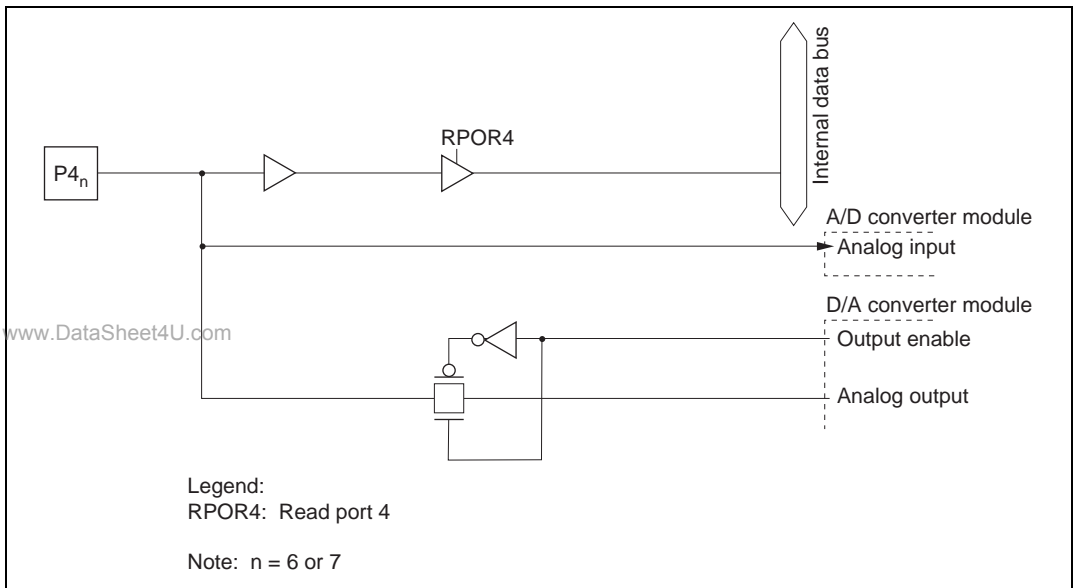 Internal data bus
RPOR4
P4n
A/D converter module
Analog input
D/A converter module
www.DataSheet4U.com
Output enable
Analog output
Legend:
RPOR4: Read port 4
Note: n = 6 or 7